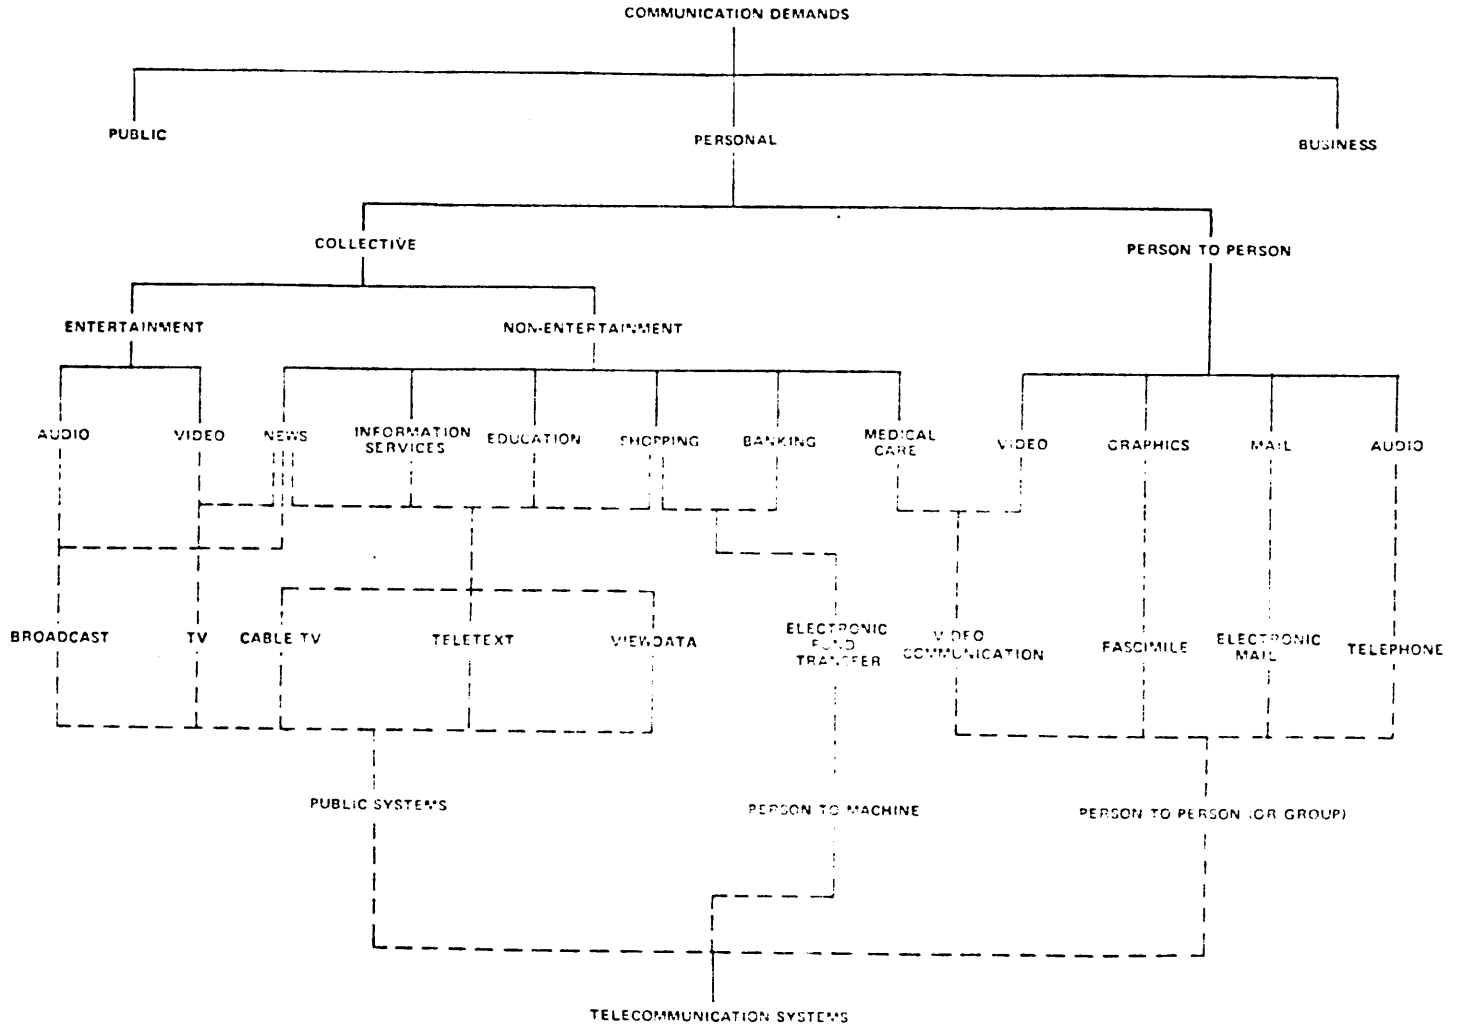 COMMUNICATION DEMANDS
PUBLIC
PERSONAL
BUSINESS
COLLECTIVE
PERSON TO PERSON
ENTERTAINMENT
NON-ENTERTAINMENT
AUDIO
VIDEO
NEWS
INFORMATION
SERVICES
EDUCATION
SHOPPING
BANKING
MEDICAL
CARE
VIDEO
GRAPHICS
MAIL
AUDIO
BROADCAST
TV
CABLE TV
TELETEXT
VIEWDATA
ELECTRONIC
FUND
TRANSFER
VIDEO
COMMUNICATION
FASCIMILE
ELECTRONIC
MAIL
TELEPHONE
PUBLIC SYSTEMS
PERSON TO MACHINE
PERSON TO PERSON (OR GROUP)
TELECOMMUNICATION SYSTEMS